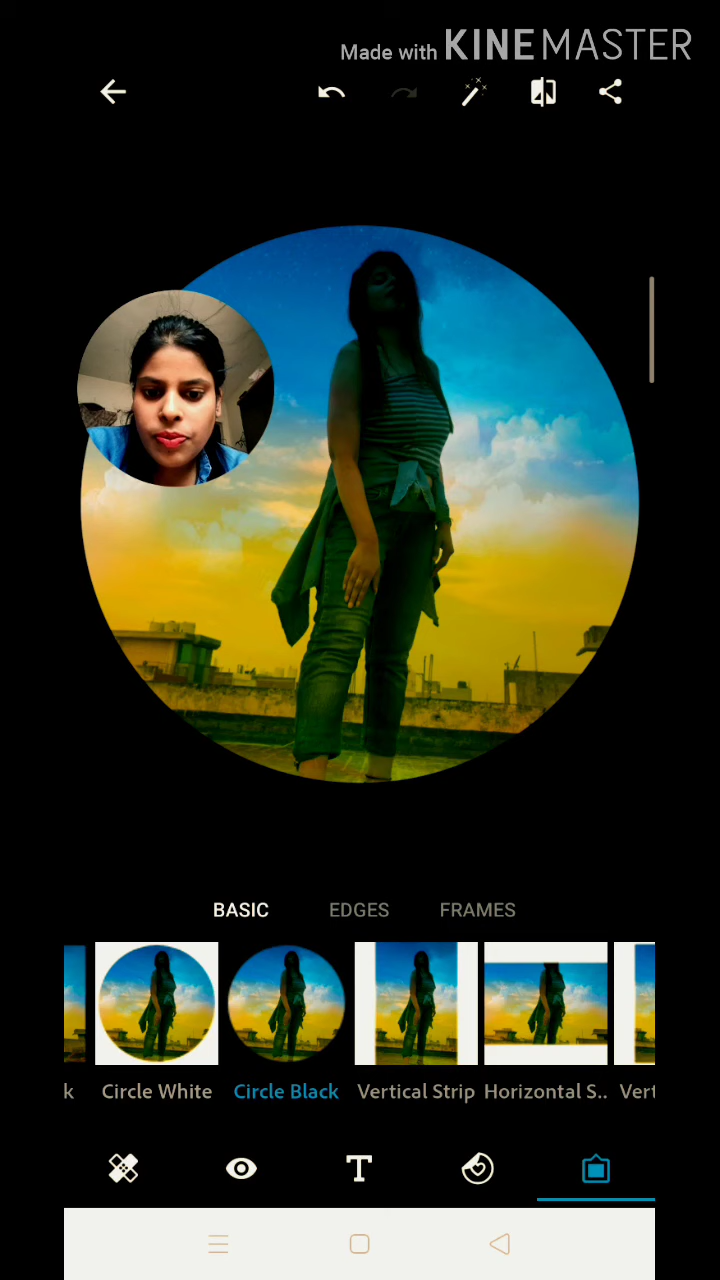 Made with KINEMASTER
BASIC EDGES FRAMES
k Circle White Circle Black Vertical Strip Horizontal S.. Vert